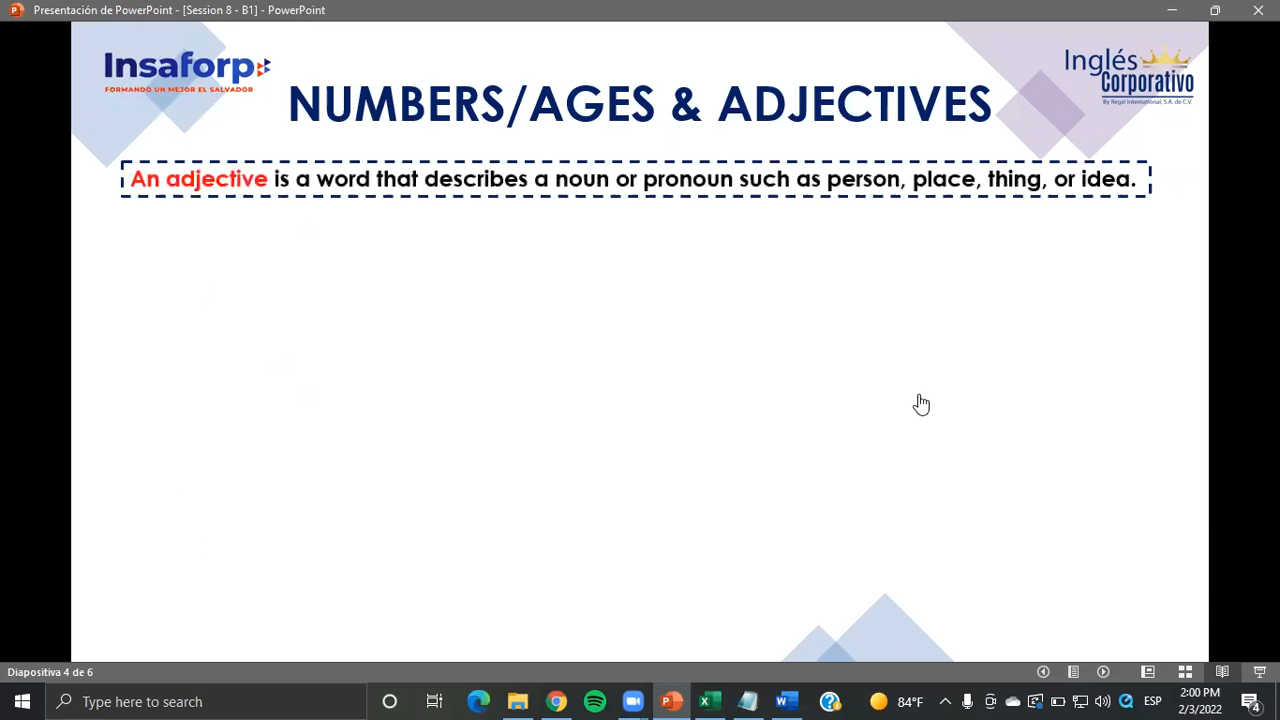 Presentación de PowerPoint - [Session 8 - B1] - PowerPoint
Insaforp
FORMANDO UN MEJOR EL SALVADOR
Inglés
Corporativo
By Regal International, S.A. de C.V.
NUMBERS/AGES & ADJECTIVES
An adjective is a word that describes a noun or pronoun such as person, place, thing, or idea.
Diapositiva 4 de 6
Type here to search
84°F
ESP
2:00 PM
2/3/2022
4